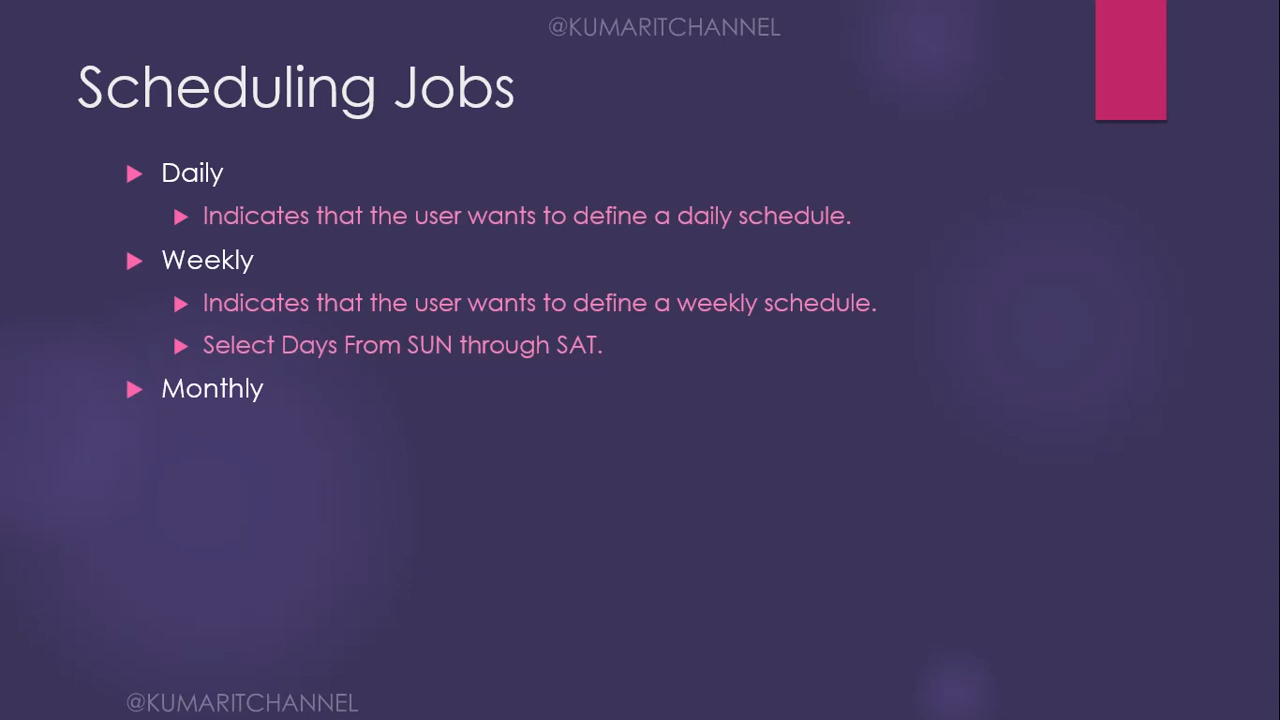 @KUMARITCHANNEL
Scheduling Jobs
Daily
Indicates that the user wants to define a daily schedule.
Weekly
Indicates that the user wants to define a weekly schedule.
Select Days From SUN through SAT.
Monthly
@KUMARITCHANNEL